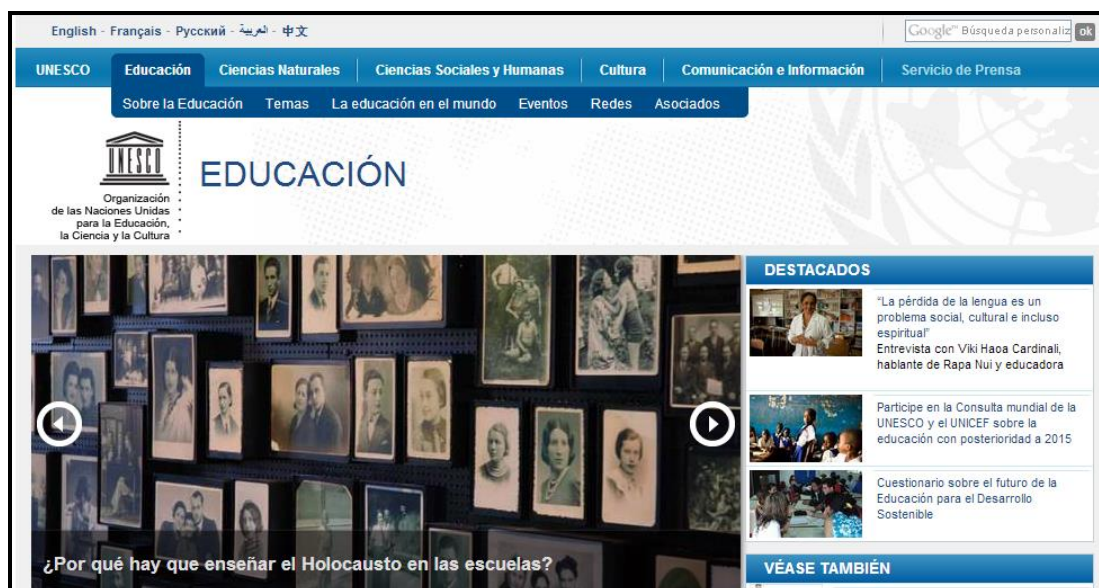 English - Français - Русский - العربية - 中文
Google™ Búsqueda personaliz ok
UNESCO Educación Ciencias Naturales Ciencias Sociales y Humanas Cultura Comunicación e Información Servicio de Prensa
Sobre la Educación Temas La educación en el mundo Eventos Redes Asociados
UNESCO
Organización
de las Naciones Unidas
para la Educación,
la Ciencia y la Cultura
EDUCACIÓN
¿Por qué hay que enseñar el Holocausto en las escuelas?
DESTACADOS
“La pérdida de la lengua es un
problema social, cultural e incluso
espiritual”
Entrevista con Viki Haoa Cardinali,
hablante de Rapa Nui y educadora
Participe en la Consulta mundial de la
UNESCO y el UNICEF sobre la
educación con posterioridad a 2015
Cuestionario sobre el futuro de la
Educación para el Desarrollo
Sostenible
VÉASE TAMBIÉN